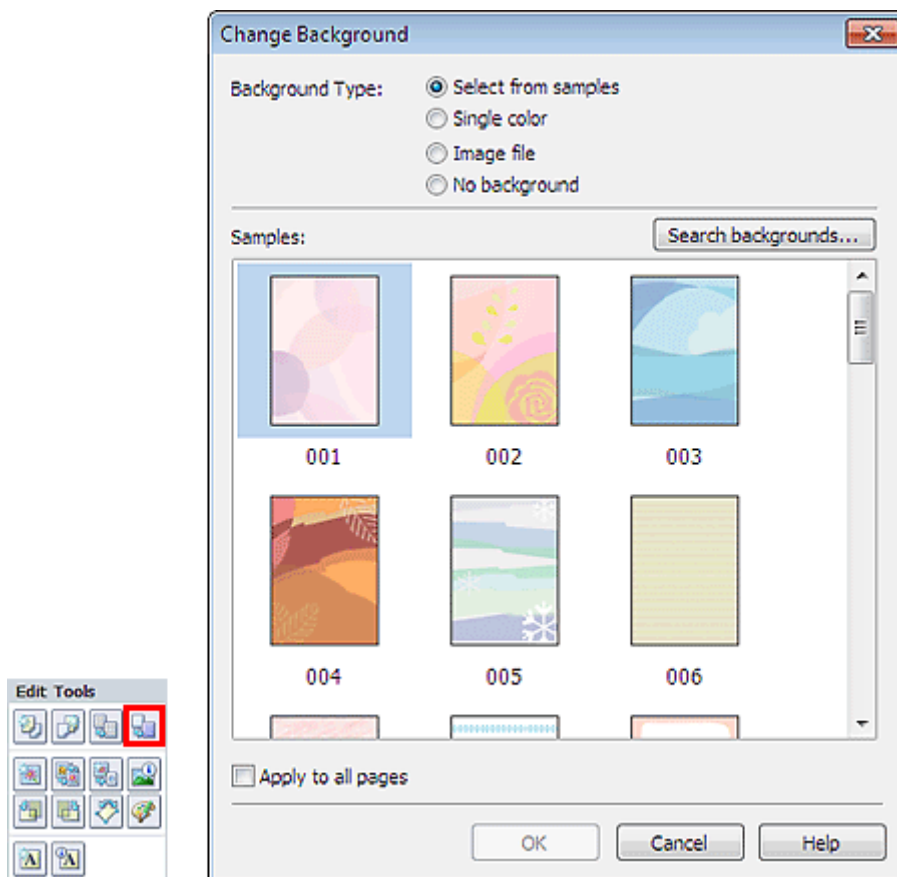 Change Background
Background Type:
Select from samples
Single color
Image file
No background
Samples:
Search backgrounds...
001 002 003
004 005 006
Edit Tools
Apply to all pages
OK Cancel Help